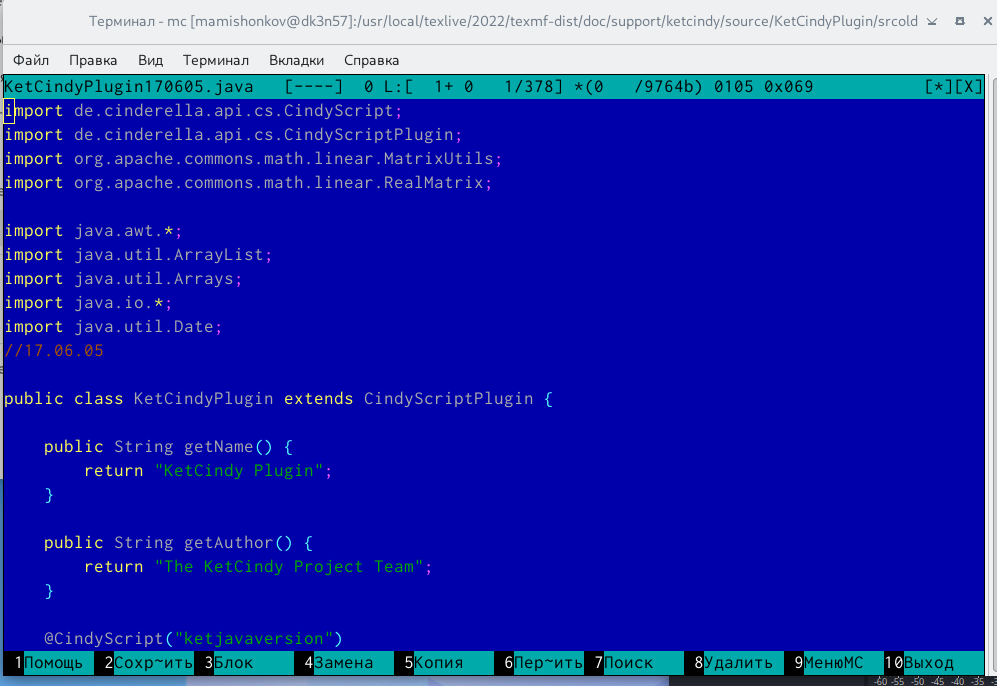 Терминал - mc [mamishonkov@dk3n57]:/usr/local/texlive/2022/texmf-dist/doc/support/ketcindy/source/KetCindyPlugin/srcold
Файл Правка Вид Терминал Вкладки Справка
KetCindyPlugin170605.java [----] 0 L:[ 1+ 0 1/378] *(0 /9764b) 0105 0x069 [*][X]
import de.cinderella.api.cs.CindyScript;
import de.cinderella.api.cs.CindyScriptPlugin;
import org.apache.commons.math.linear.MatrixUtils;
import org.apache.commons.math.linear.RealMatrix;
import java.awt.*;
import java.util.ArrayList;
import java.util.Arrays;
import java.io.*;
import java.util.Date;
//17.06.05
public class KetCindyPlugin extends CindyScriptPlugin {
    public String getName() {
        return "KetCindy Plugin";
    }
    public String getAuthor() {
        return "The KetCindy Project Team";
    }
    @CindyScript("ketjavaversion")
1Помощь 2Сохр~ить 3Блок 4Замена 5Копия 6Пер~ить 7Поиск 8Удалить 9МенюMC 10Выход
-60 -55 -50 -45 -40 -35